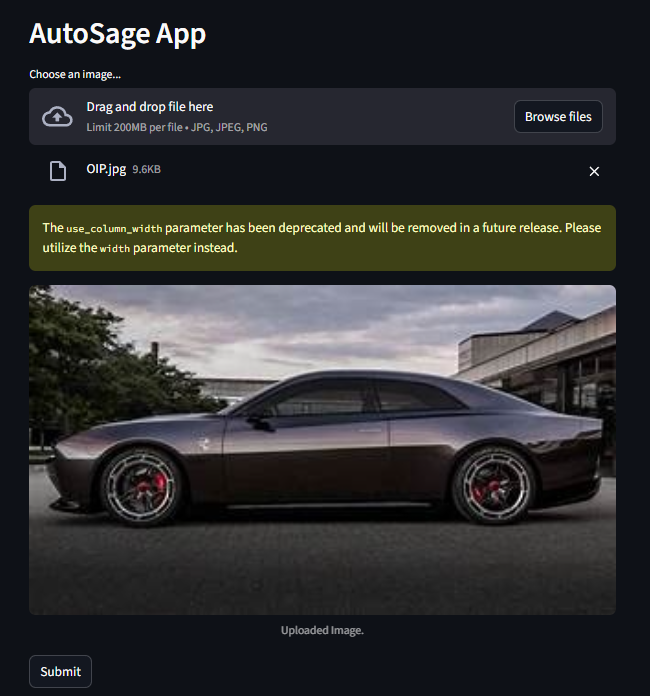 AutoSage App
Choose an image...
Drag and drop file here
Limit 200MB per file • JPG, JPEG, PNG
Browse files
OIP.jpg 9.6KB
The use_column_width parameter has been deprecated and will be removed in a future release. Please
utilize the width parameter instead.
Uploaded Image.
Submit